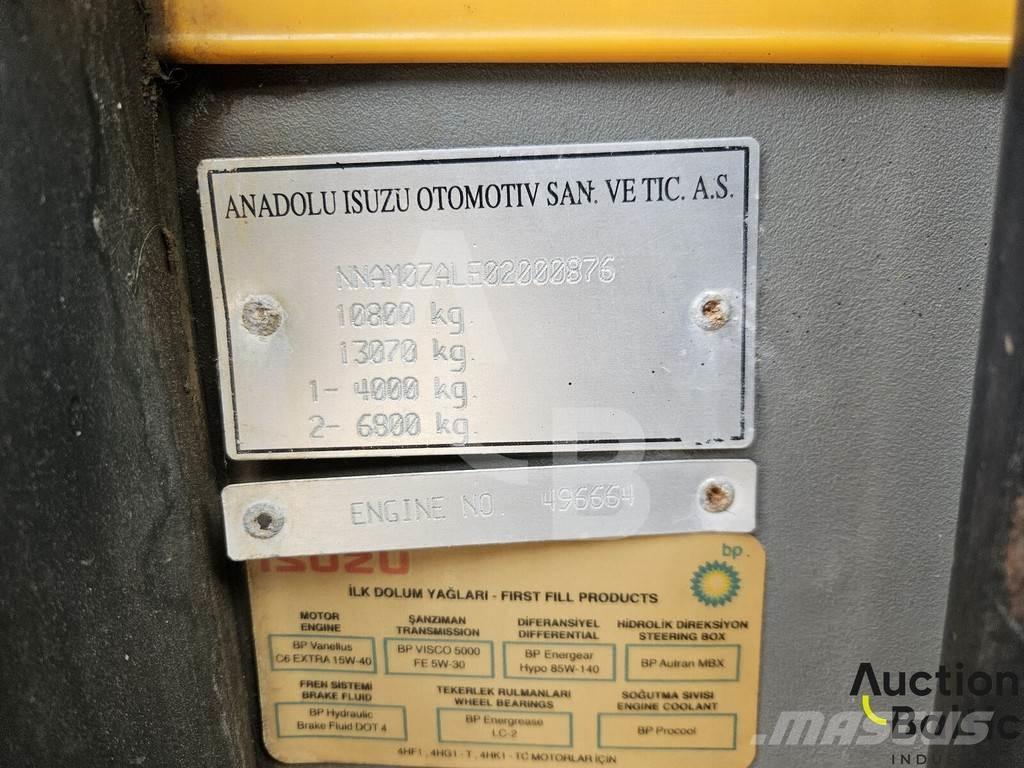 ANADOLU ISUZU OTOMOTIV SAN. VE TIC. A.S.
NNAM0ZALE02000876
10800 kg.
13070 kg.
1- 4000 kg.
2- 6800 kg.
ENGINE NO. 496664
ISUZU
bp.
İLK DOLUM YAĞLARI - FIRST FILL PRODUCTS
MOTOR
ENGINE
BP Vanellus
C6 EXTRA 15W-40
ŞANZIMAN
TRANSMISSION
BP VISCO 5000
FE 5W-30
DİFERANSİYEL
DIFFERENTIAL
BP Energear
Hypo 85W-140
HİDROLİK DİREKSİYON
STEERING BOX
BP Autran MBX
FREN SİSTEMİ
BRAKE FLUID
BP Hydraulic
Brake Fluid DOT 4
TEKERLEK RULMANLARI
WHEEL BEARINGS
BP Energrease
LC-2
SOĞUTMA SIVISI
ENGINE COOLANT
BP Procool
4HF1, 4HG1 - T, 4HK1 - TC MOTORLAR İÇİN
Auction
Baltic
INDUS
MASCUS
AB